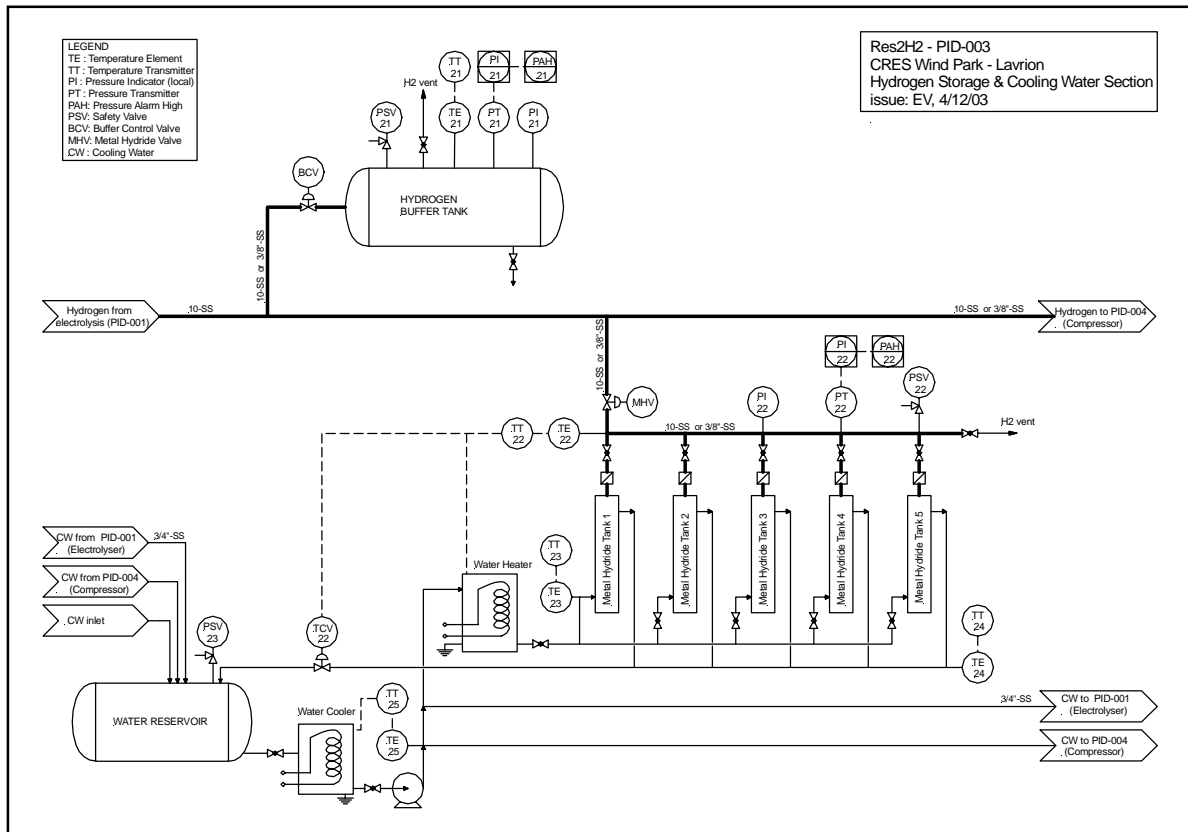 LEGEND
TE : Temperature Element
TT : Temperature Transmitter
PI : Pressure Indicator (local)
PT : Pressure Transmitter
PAH: Pressure Alarm High
PSV: Safety Valve
BCV: Buffer Control Valve
MHV: Metal Hydride Valve
CW : Cooling Water
Res2H2 - PID-003
CRES Wind Park - Lavrion
Hydrogen Storage & Cooling Water Section
issue: EV, 4/12/03
TT 21
PI 21
PAH 21
H2 vent
PSV 21
TE 21
PT 21
PI 21
BCV
HYDROGEN
BUFFER TANK
10-SS or 3/8"-SS
Hydrogen from
electrolysis (PID-001)
10-SS
10-SS or 3/8"-SS
Hydrogen to PID-004
(Compressor)
10-SS or 3/8"-SS
PI 22
PAH 22
MHV
PI 22
PT 22
PSV 22
TT 22
TE 22
10-SS or 3/8"-SS
H2 vent
Metal Hydride Tank 1
Metal Hydride Tank 2
Metal Hydride Tank 3
Metal Hydride Tank 4
Metal Hydride Tank 5
CW from PID-001
(Electrolyser)
3/4"-SS
CW from PID-004
(Compressor)
CW inlet
Water Heater
TT 23
TE 23
PSV 23
TCV 22
TT 24
TE 24
WATER RESERVOIR
Water Cooler
TT 25
TE 25
3/4"-SS
CW to PID-001
(Electrolyser)
CW to PID-004
(Compressor)